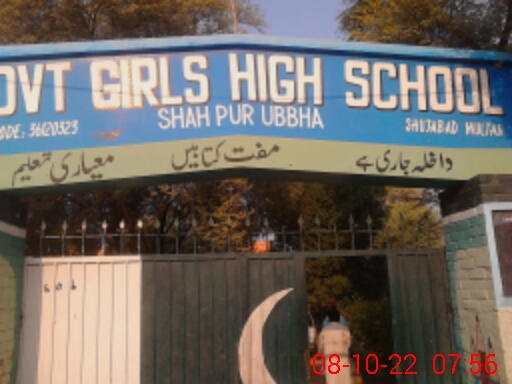 OVT GIRLS HIGH SCHOOL
SHAH PUR UBBHA
CODE: 36120323
SHUJABAD MULTAN
داخلہ جاری ہے
مفت کتابیں
معیاری تعلیم
08-10-22 07:56